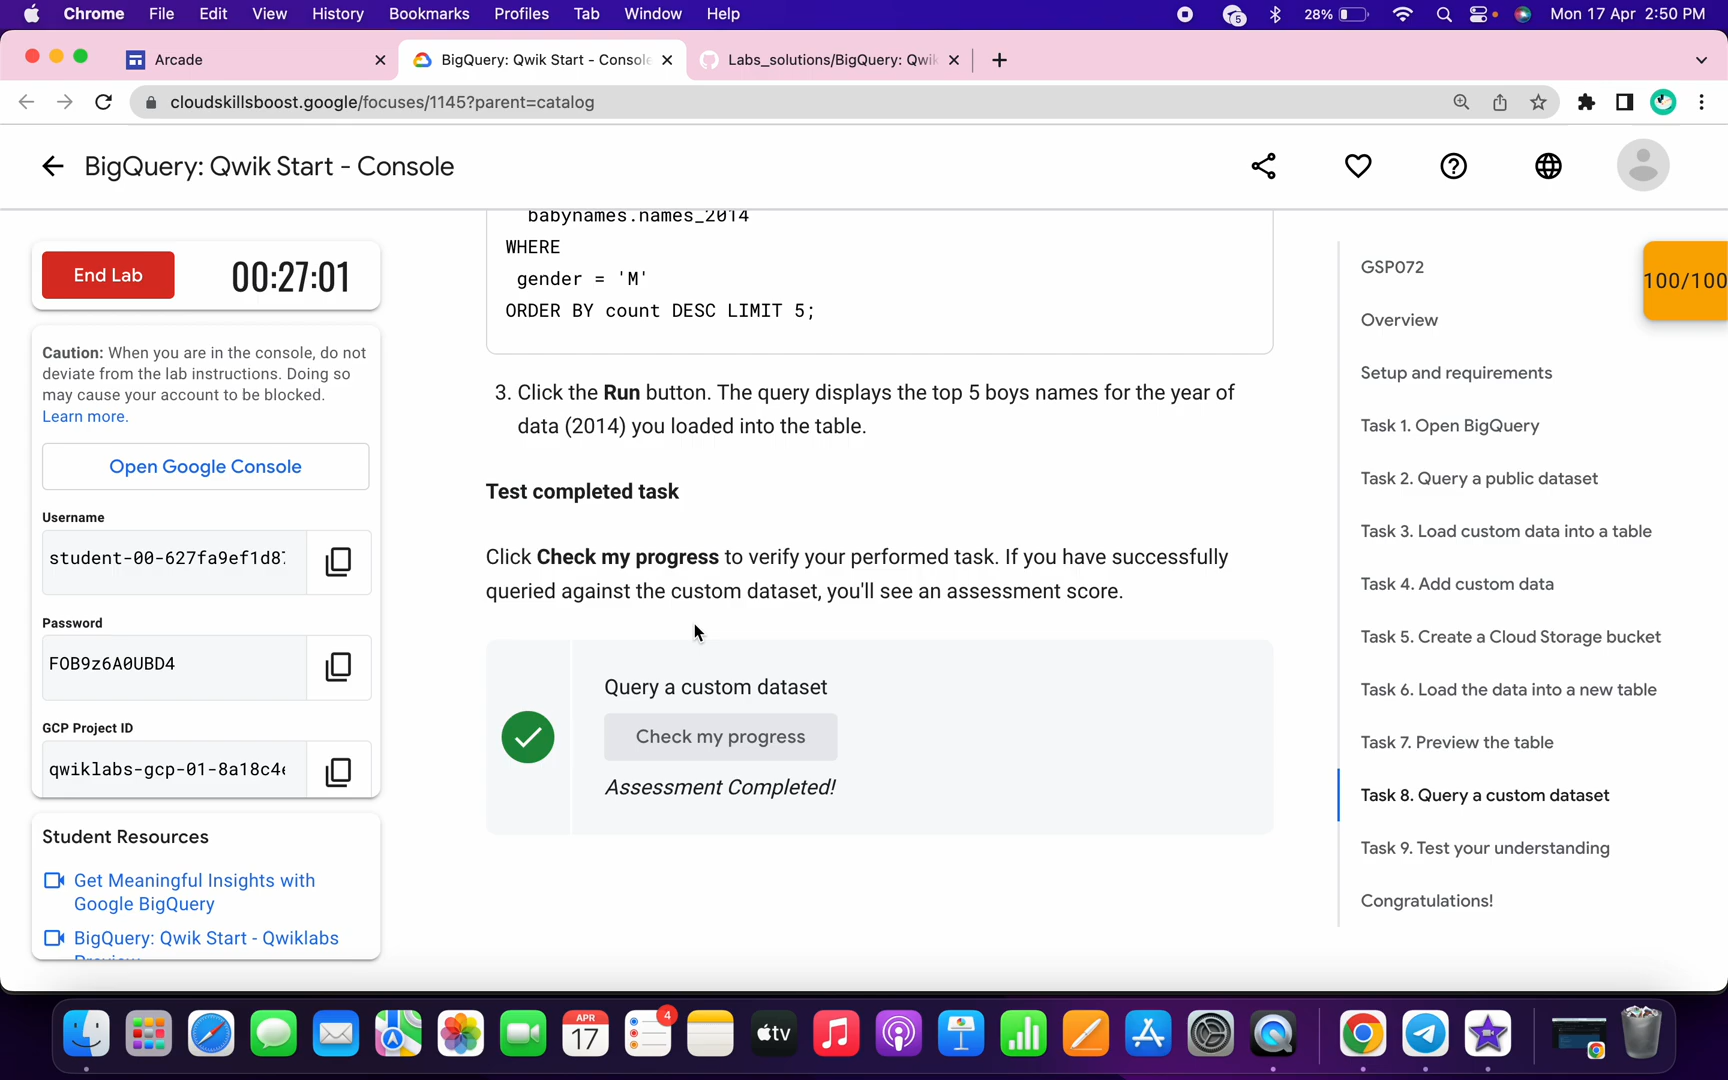 Chrome File Edit View History Bookmarks Profiles Tab Window Help
5 28% Mon 17 Apr 2:50 PM
Arcade
BigQuery: Qwik Start - Console
Labs_solutions/BigQuery: Qwik
cloudskillsboost.google/focuses/1145?parent=catalog
BigQuery: Qwik Start - Console
End Lab
00:27:01
Caution: When you are in the console, do not
deviate from the lab instructions. Doing so
may cause your account to be blocked.
Learn more.
Open Google Console
Username
student-00-627fa9ef1d8
Password
FOB9z6A0UBD4
GCP Project ID
qwiklabs-gcp-01-8a18c4
Student Resources
Get Meaningful Insights with
Google BigQuery
BigQuery: Qwik Start - Qwiklabs
babynames.names_2014
WHERE
gender = 'M'
ORDER BY count DESC LIMIT 5;
3. Click the Run button. The query displays the top 5 boys names for the year of
data (2014) you loaded into the table.
Test completed task
Click Check my progress to verify your performed task. If you have successfully
queried against the custom dataset, you'll see an assessment score.
Query a custom dataset
Check my progress
Assessment Completed!
GSP072
Overview
Setup and requirements
Task 1. Open BigQuery
Task 2. Query a public dataset
Task 3. Load custom data into a table
Task 4. Add custom data
Task 5. Create a Cloud Storage bucket
Task 6. Load the data into a new table
Task 7. Preview the table
Task 8. Query a custom dataset
Task 9. Test your understanding
Congratulations!
100/100
APR
17
4
tv